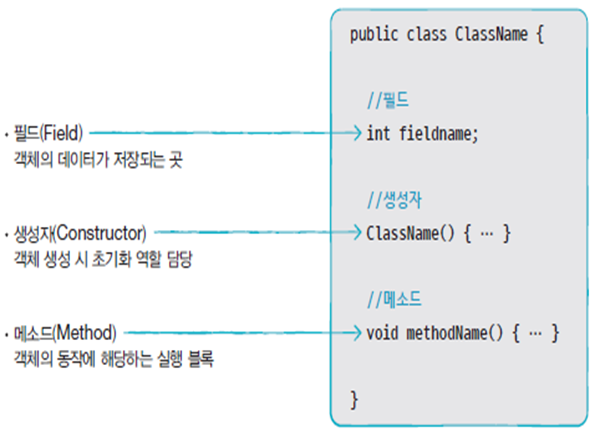 public class ClassName {
//필드
· 필드(Field)
int fieldname;
객체의 데이터가 저장되는 곳
//생성자
· 생성자(Constructor)
ClassName() { … }
객체 생성 시 초기화 역할 담당
//메소드
· 메소드(Method)
void methodName() { … }
객체의 동작에 해당하는 실행 블록
}